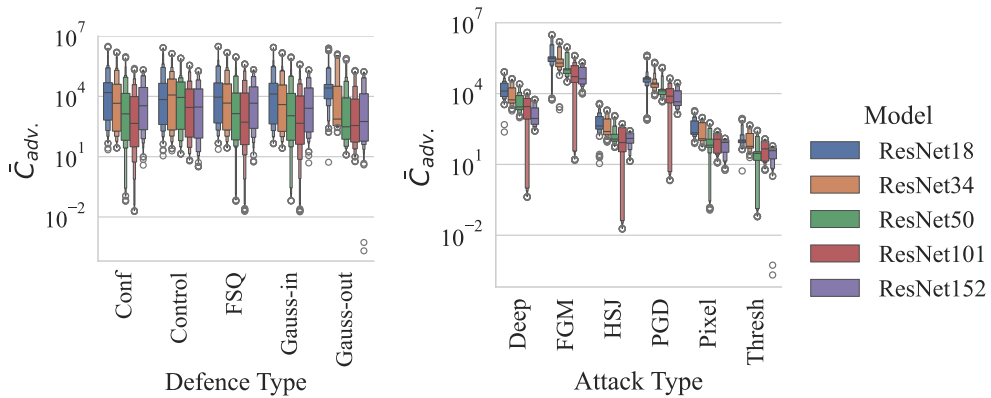 10^7
10^4
10^1
10^−2
C̄_adv.
Conf
Control
FSQ
Gauss-in
Gauss-out
Defence Type
10^7
10^4
10^1
10^−2
C̄_adv.
Deep
FGM
HSJ
PGD
Pixel
Thresh
Attack Type
Model
ResNet18
ResNet34
ResNet50
ResNet101
ResNet152